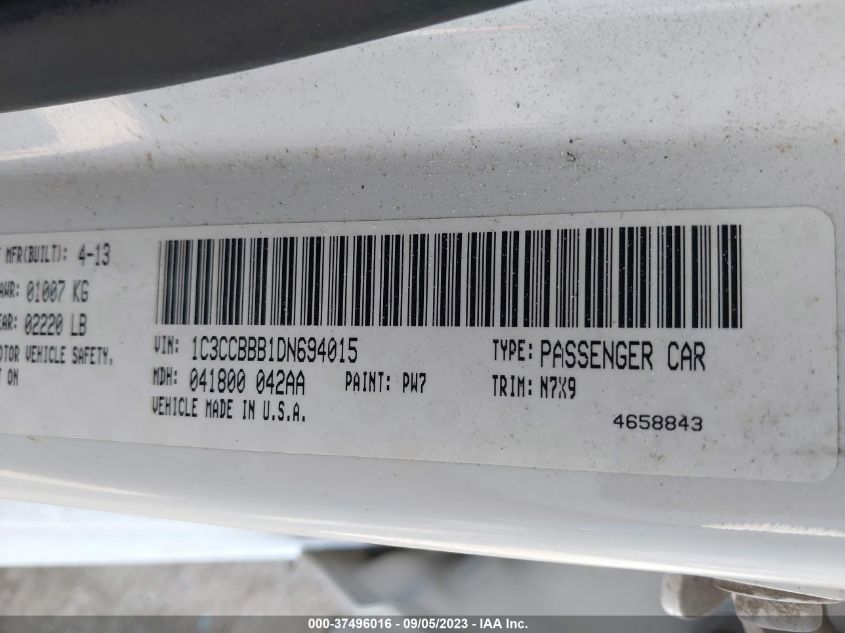 MFR(BUILT): 4-13
01007 KG
02220 LB
VEHICLE SAFETY.
ON
VIN: 1C3CCBBB1DN694015
TYPE: PASSENGER CAR
MDH: 041800 042AA PAINT: PW7 TRIM: N7X9
VEHICLE MADE IN U.S.A.
4658843
000-37496016 - 09/05/2023 - IAA Inc.